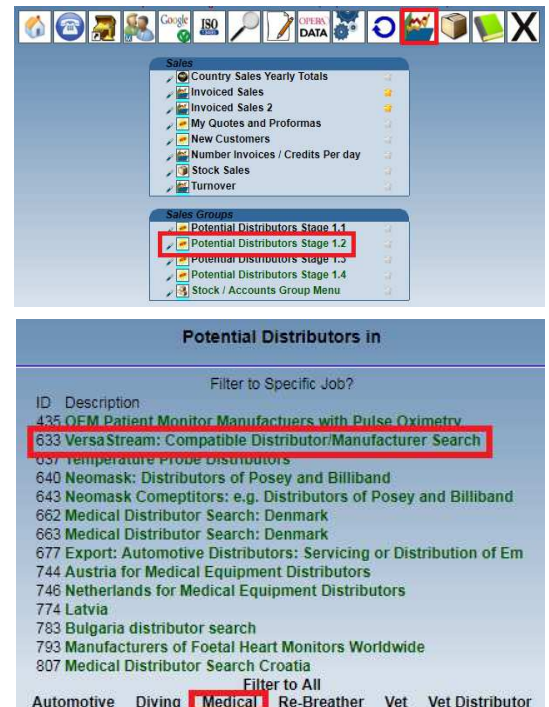 Google ISO OPERA DATA X
Sales
Country Sales Yearly Totals
Invoiced Sales
Invoiced Sales 2
My Quotes and Proformas
New Customers
Number Invoices / Credits Per day
Stock Sales
Turnover
Sales Groups
Potential Distributors Stage 1.1
Potential Distributors Stage 1.2
Potential Distributors Stage 1.3
Potential Distributors Stage 1.4
Stock / Accounts Group Menu
Potential Distributors in
Filter to Specific Job?
ID Description
435 OEM Patient Monitor Manufactuers with Pulse Oximetry
633 VersaStream: Compatible Distributor/Manufacturer Search
637 Temperature Probe Distributors
640 Neomask: Distributors of Posey and Billiband
643 Neomask Comeptitors: e.g. Distributors of Posey and Billiband
662 Medical Distributor Search: Denmark
663 Medical Distributor Search: Denmark
677 Export: Automotive Distributors: Servicing or Distribution of Em
744 Austria for Medical Equipment Distributors
746 Netherlands for Medical Equipment Distributors
774 Latvia
783 Bulgaria distributor search
793 Manufacturers of Foetal Heart Monitors Worldwide
807 Medical Distributor Search Croatia
Filter to All
Automotive Diving Medical Re-Breather Vet Vet Distributor